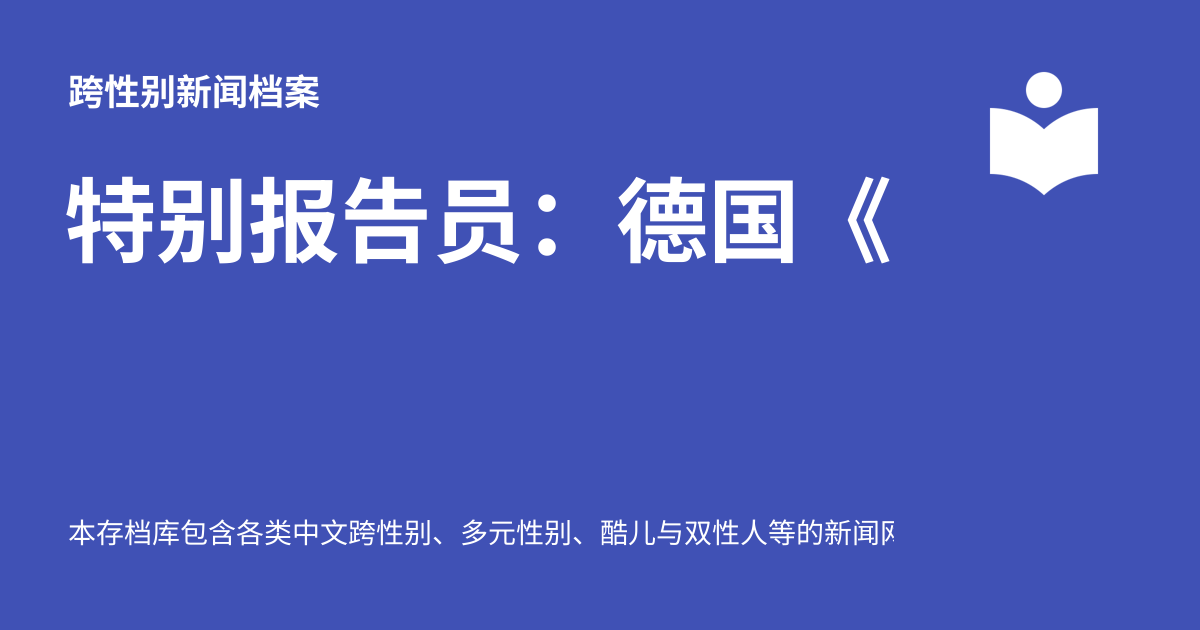 跨性别新闻档案
特别报告员：德国《
本存档库包含各类中文跨性别、多元性别、酷儿与双性人等的新闻